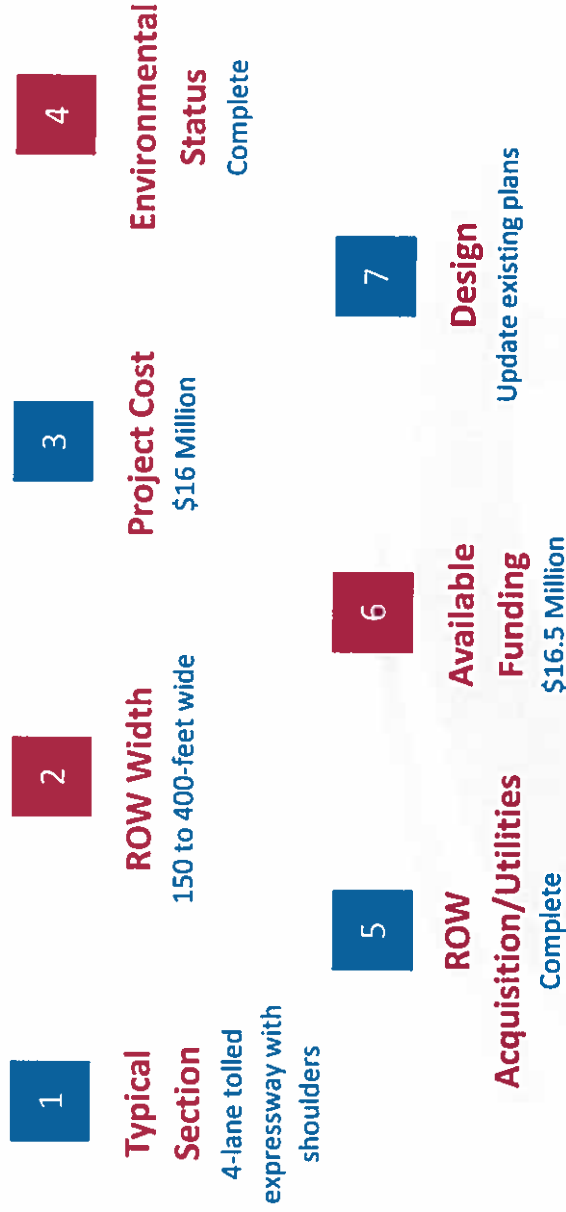 1
Typical
Section
4-lane tolled
expressway with
shoulders
2
ROW Width
150 to 400-feet wide
3
Project Cost
$16 Million
4
Environmental
Status
Complete
5
ROW
Acquisition/Utilities
Complete
6
Available
Funding
$16.5 Million
7
Design
Update existing plans